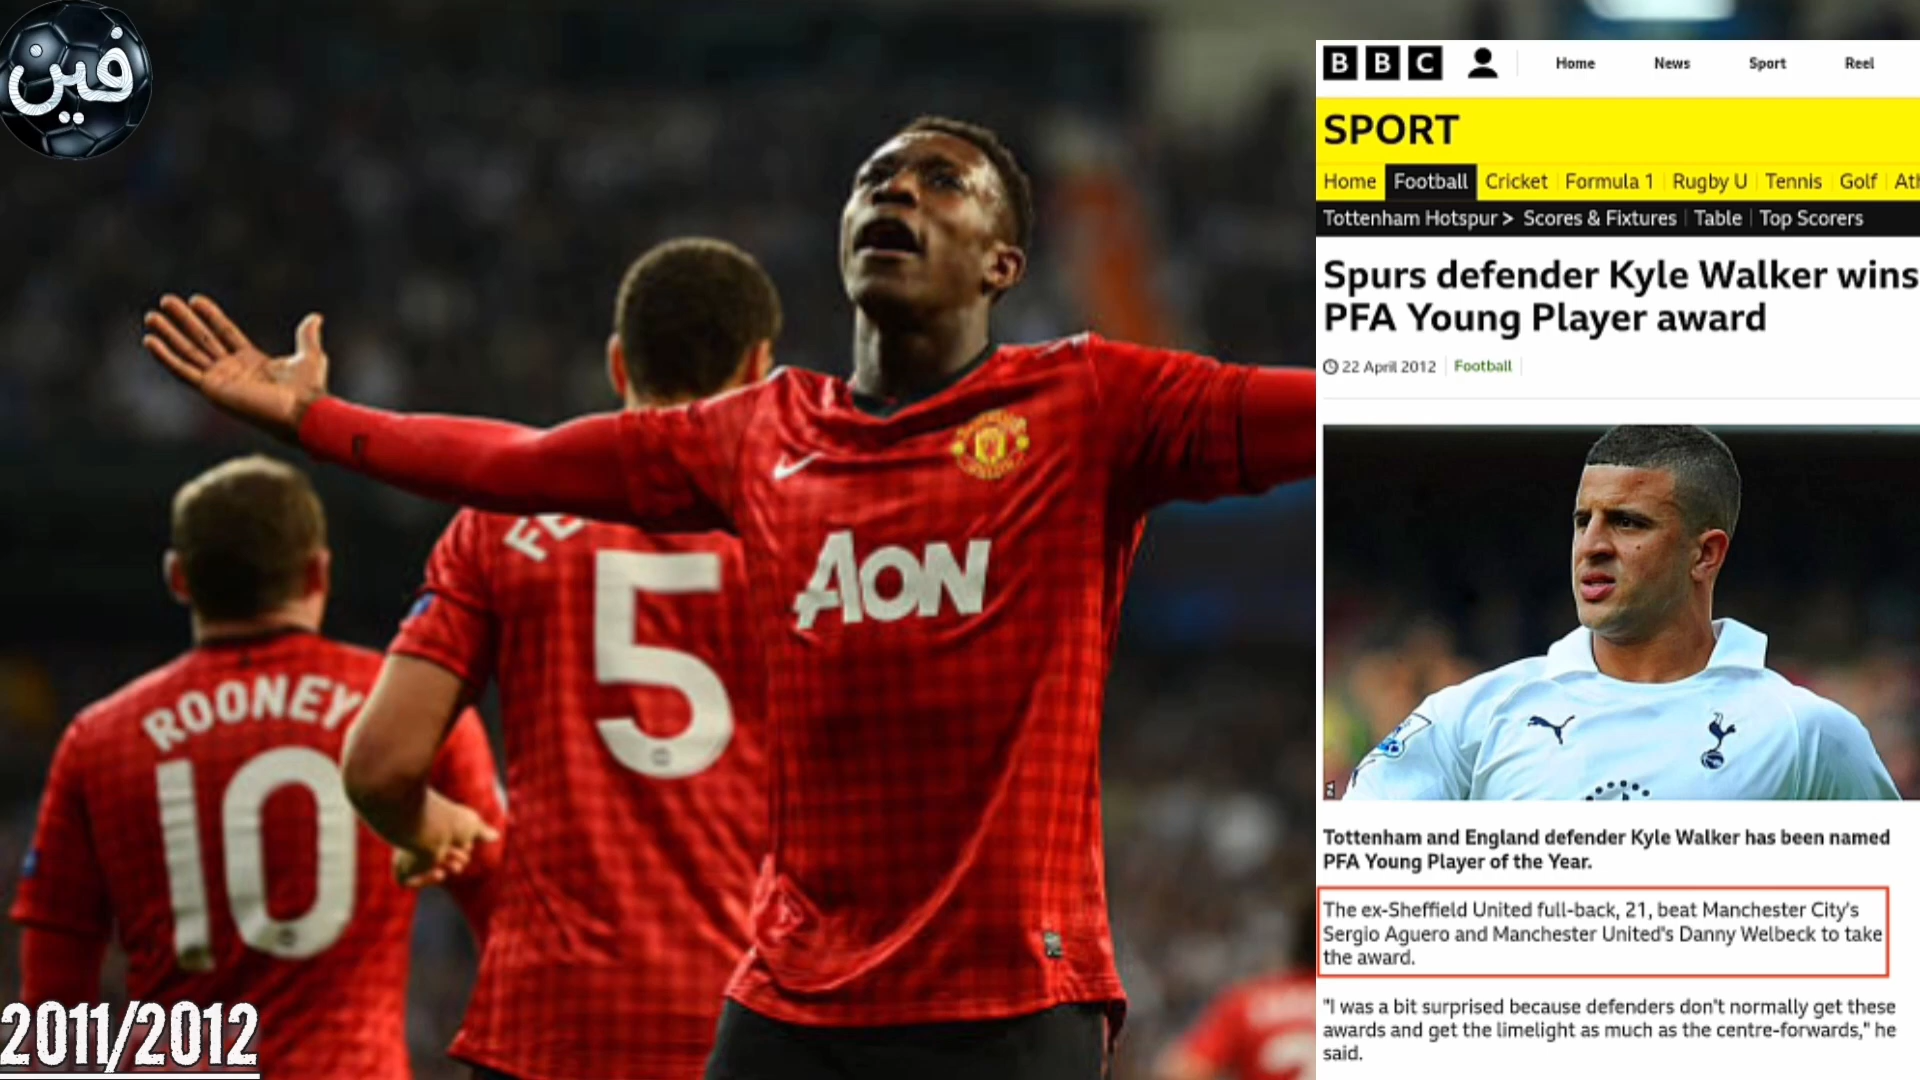 فين
ROONEY
10
FE
5
AON
2011/2012
BBC
Home News Sport Reel
SPORT
Home Football Cricket Formula 1 Rugby U Tennis Golf
Tottenham Hotspur > Scores & Fixtures Table Top Scorers
Spurs defender Kyle Walker wins
PFA Young Player award
22 April 2012 Football
Tottenham and England defender Kyle Walker has been named
PFA Young Player of the Year.
The ex-Sheffield United full-back, 21, beat Manchester City's
Sergio Aguero and Manchester United's Danny Welbeck to take
the award.
"I was a bit surprised because defenders don't normally get these
awards and get the limelight as much as the centre-forwards," he
said.